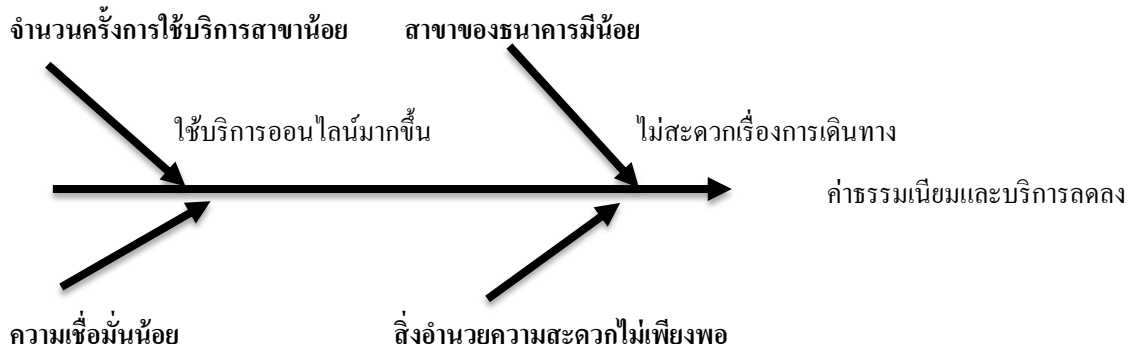 จำนวนครั้งการใช้บริการสาขาน้อย
สาขาของธนาคารมีน้อย
ใช้บริการออนไลน์มากขึ้น
ไม่สะดวกเรื่องการเดินทาง
ค่าธรรมเนียมและบริการลดลง
ความเชื่อมั่นน้อย
สิ่งอำนวยความสะดวกไม่เพียงพอ